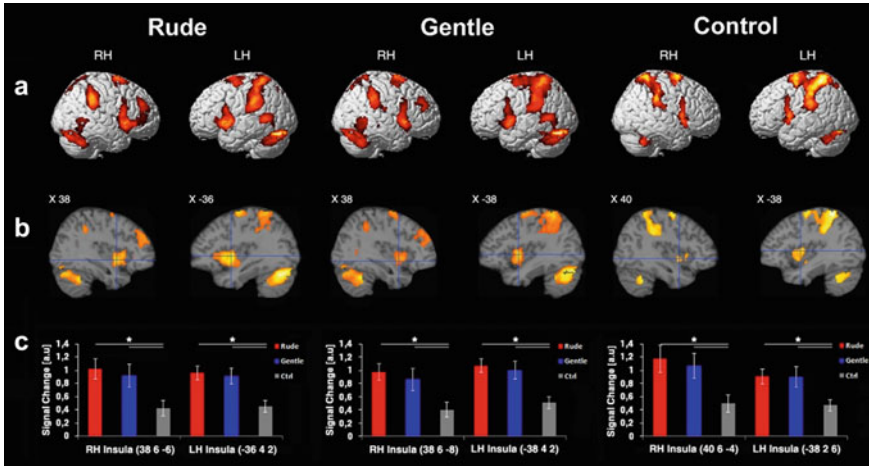 Rude Gentle Control
RH LH RH LH RH LH
a
X 38 X -36 X 38 X -38 X 40 X -38
b
c
Signal Change [a.u]
1,4
1,2
1
0,8
0,6
0,4
0,2
0
* *
Rude
Gentle
Ctrl
RH Insula (38 6 -6) LH Insula (-36 4 2)
Signal Change [a.u]
1,4
1,2
1
0,8
0,6
0,4
0,2
0
* *
Rude
Gentle
Ctrl
RH Insula (38 6 -8) LH Insula (-38 4 2)
Signal Change [a.u]
1,4
1,2
1
0,8
0,6
0,4
0,2
0
* *
Rude
Gentle
Ctrl
RH Insula (40 6 -4) LH Insula (-38 2 6)